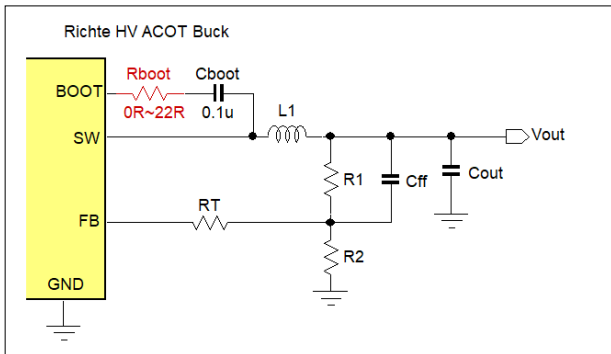 Richte HV ACOT Buck
Rboot Cboot
BOOT
0R~22R 0.1u
L1
SW
Vout
R1 Cff Cout
RT
FB
R2
GND